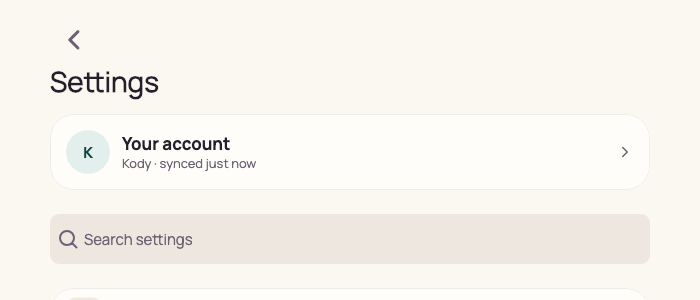 Settings
K
Your account
Kody · synced just now
Search settings